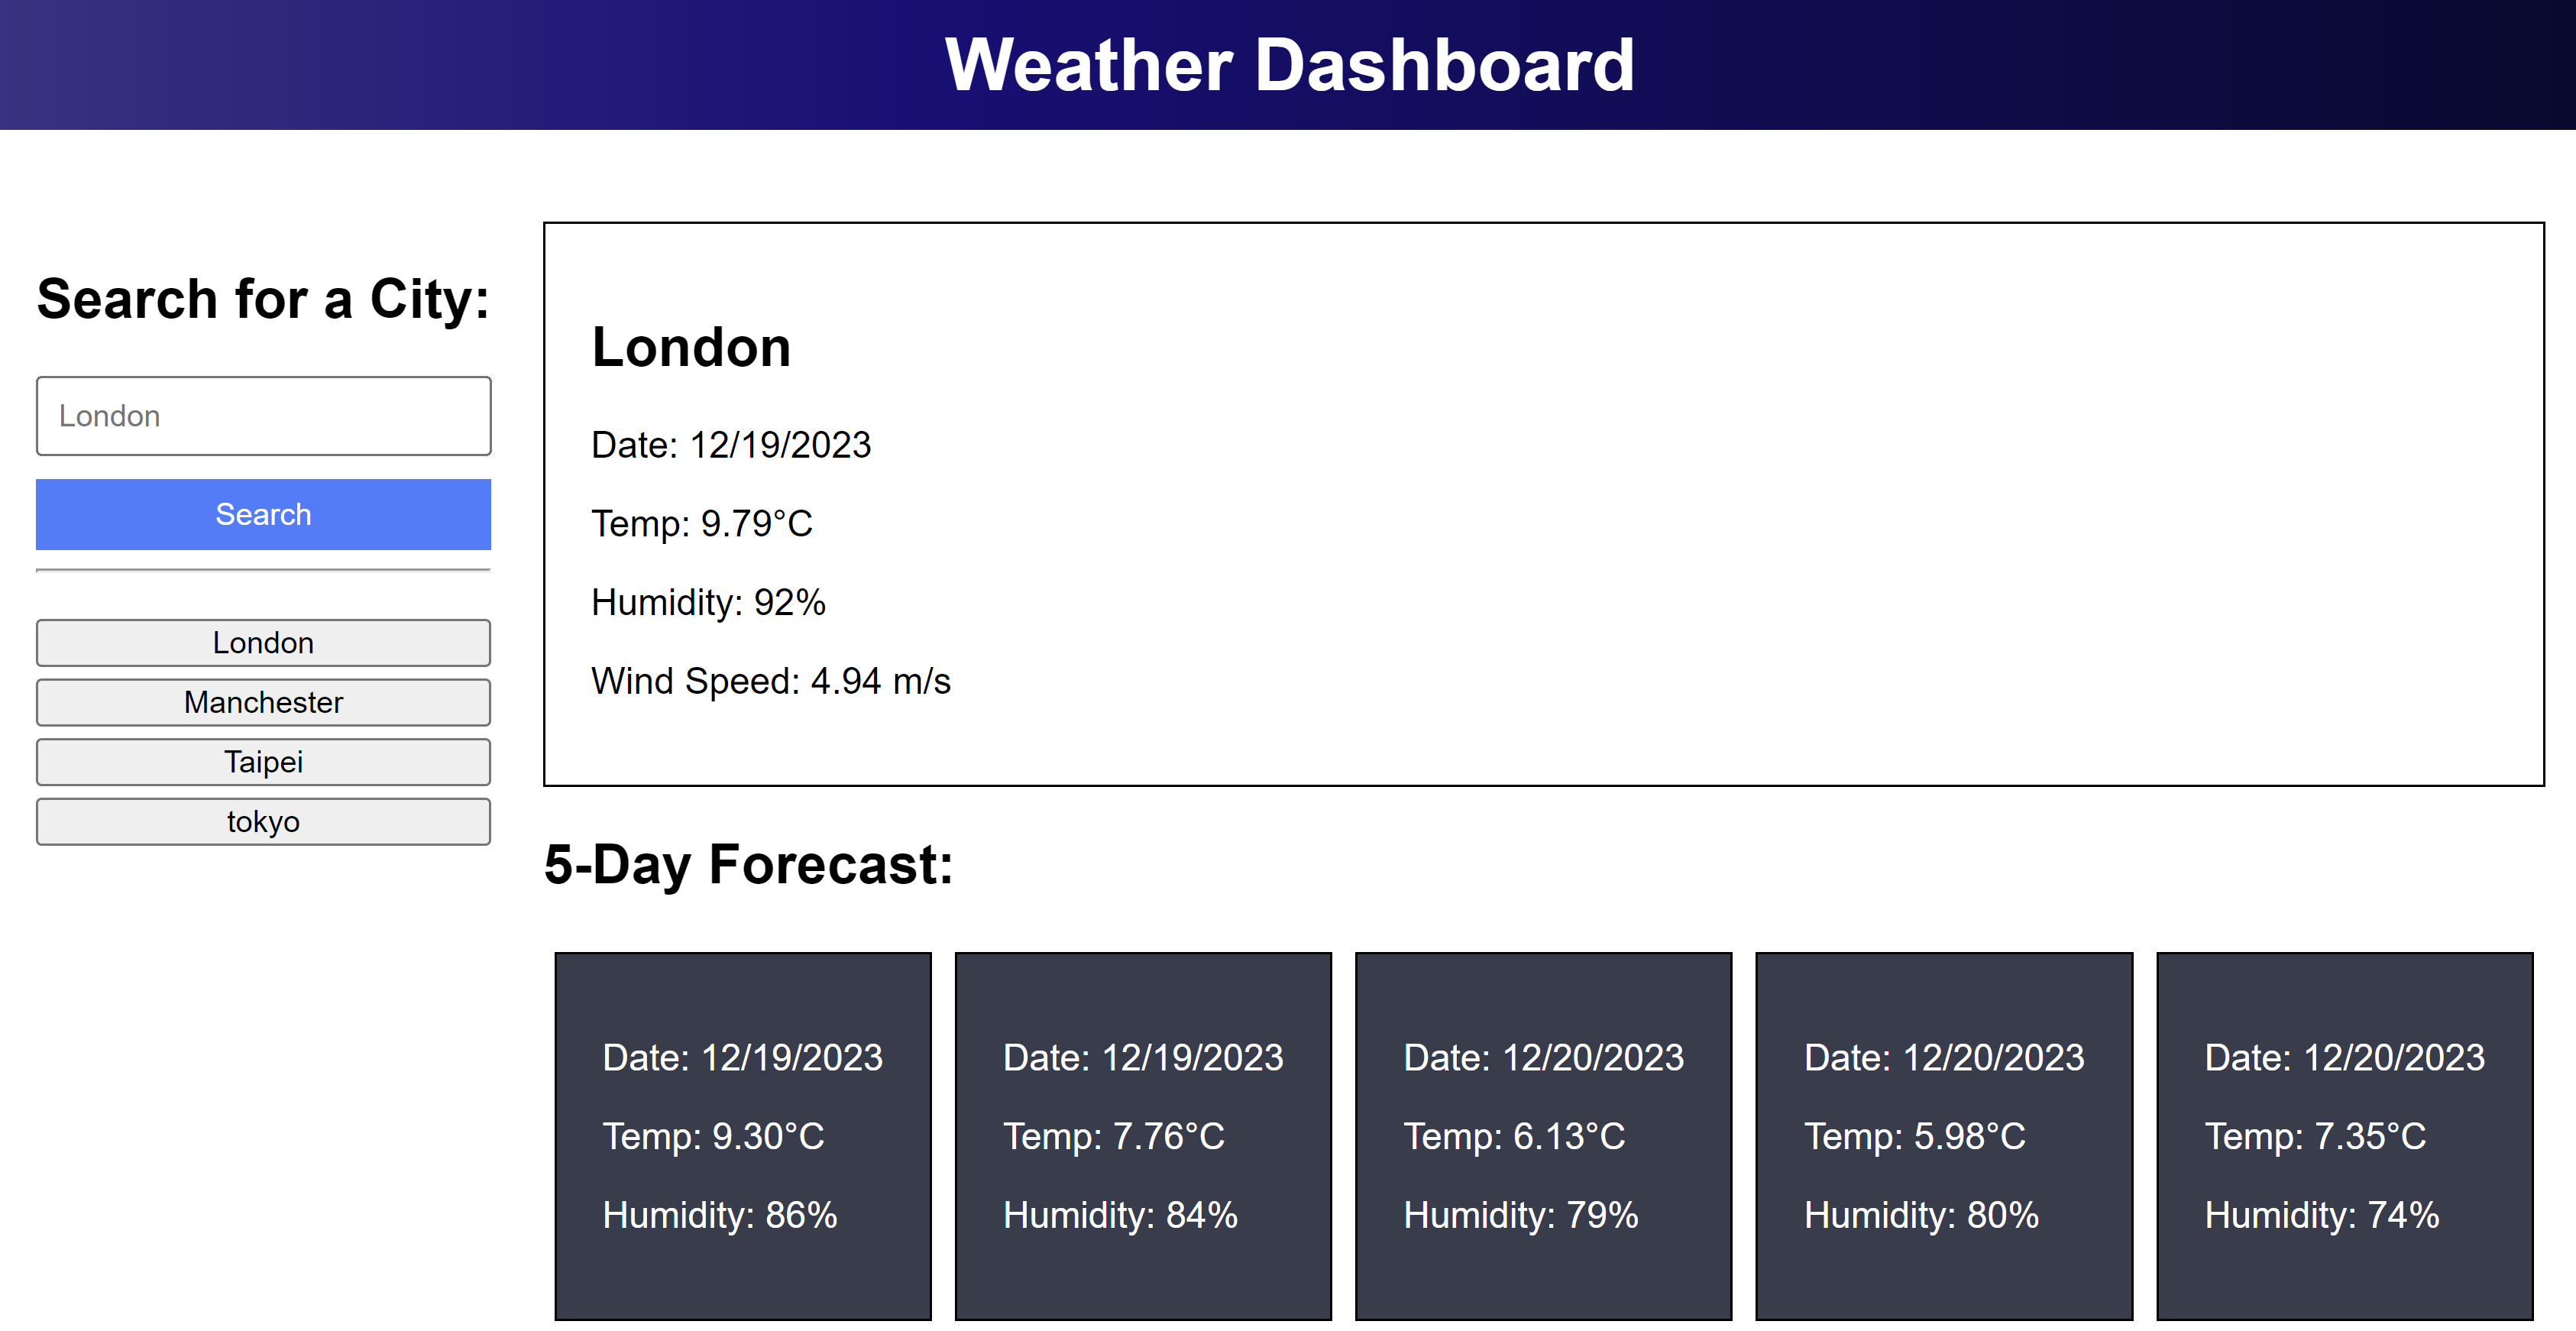 Weather Dashboard
Search for a City:
London
Search
London
Manchester
Taipei
tokyo
London
Date: 12/19/2023
Temp: 9.79°C
Humidity: 92%
Wind Speed: 4.94 m/s
5-Day Forecast:
Date: 12/19/2023
Temp: 9.30°C
Humidity: 86%
Date: 12/19/2023
Temp: 7.76°C
Humidity: 84%
Date: 12/20/2023
Temp: 6.13°C
Humidity: 79%
Date: 12/20/2023
Temp: 5.98°C
Humidity: 80%
Date: 12/20/2023
Temp: 7.35°C
Humidity: 74%